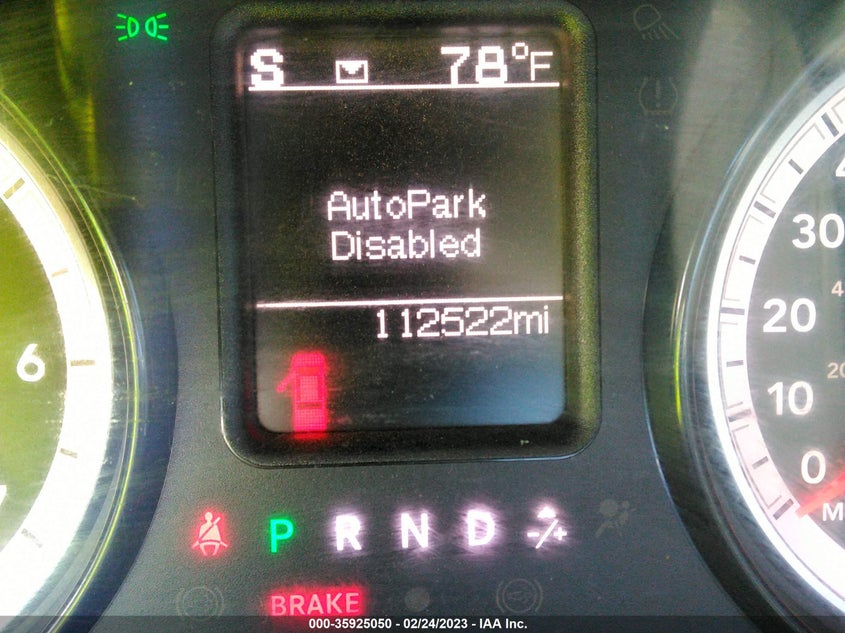 S 78°F
AutoPark
Disabled
112522mi
6
30
20
10
0
P R N D -/+
BRAKE
000-35925050 - 02/24/2023 - IAA Inc.